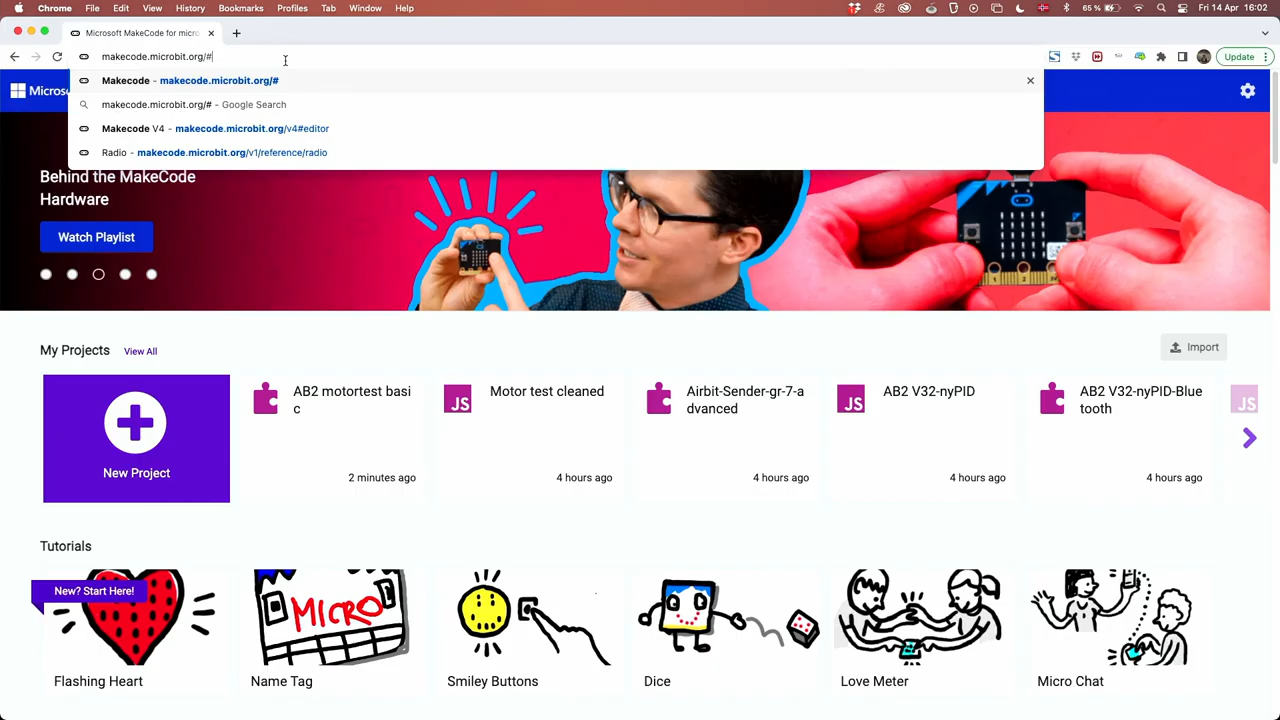 Chrome File Edit View History Bookmarks Profiles Tab Window Help 65 % Fri 14 Apr 16:02
Microsoft MakeCode for micro
makecode.microbit.org/#
Update
Makecode - makecode.microbit.org/#
makecode.microbit.org/# - Google Search
Makecode V4 - makecode.microbit.org/v4#editor
Radio - makecode.microbit.org/v1/reference/radio
Micros
Behind the MakeCode
Hardware
Watch Playlist
My Projects View All
Import
New Project
AB2 motortest basi
c
2 minutes ago
JS
Motor test cleaned
4 hours ago
Airbit-Sender-gr-7-a
dvanced
4 hours ago
JS
AB2 V32-nyPID
4 hours ago
AB2 V32-nyPID-Blue
tooth
4 hours ago
JS
Tutorials
New? Start Here!
Flashing Heart
MICRO
Name Tag
Smiley Buttons
Dice
Love Meter
Micro Chat